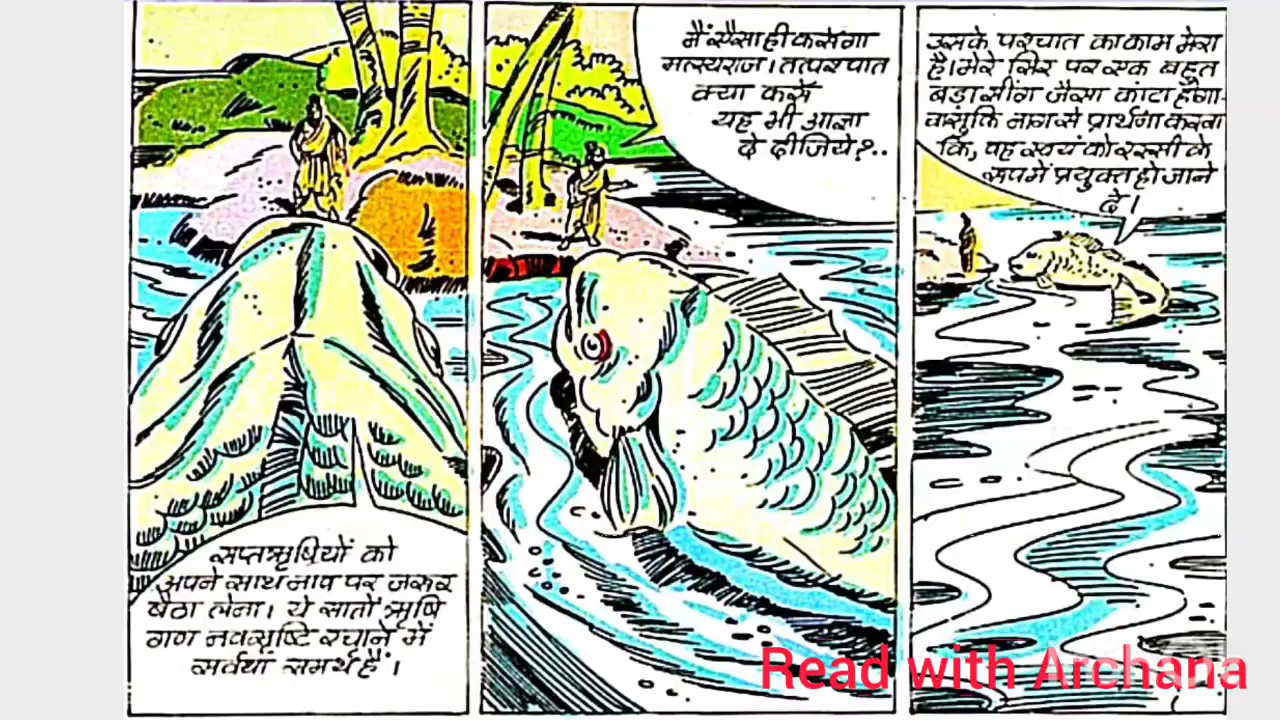 सप्तऋषियों को
अपने साथ नाव पर जरूर
बैठा लेना। ये सातों ऋषि
गण नवसृष्टि रचाने में
सर्वथा समर्थ हैं।
मैं ऐसा ही करूंगा
मत्स्यराज। तत्पश्चात
क्या करूं
यह भी आज्ञा
दे दीजिये?..
उसके पश्चात का काम मेरा
है। मेरे सिर पर एक बहुत
बड़ा सींग जैसा कांटा होगा
वासुकि नाग से प्रार्थना करना
कि, वह स्वयं को रस्सी के
रूप में प्रयुक्त हो जाने
दे।
Read with Archana